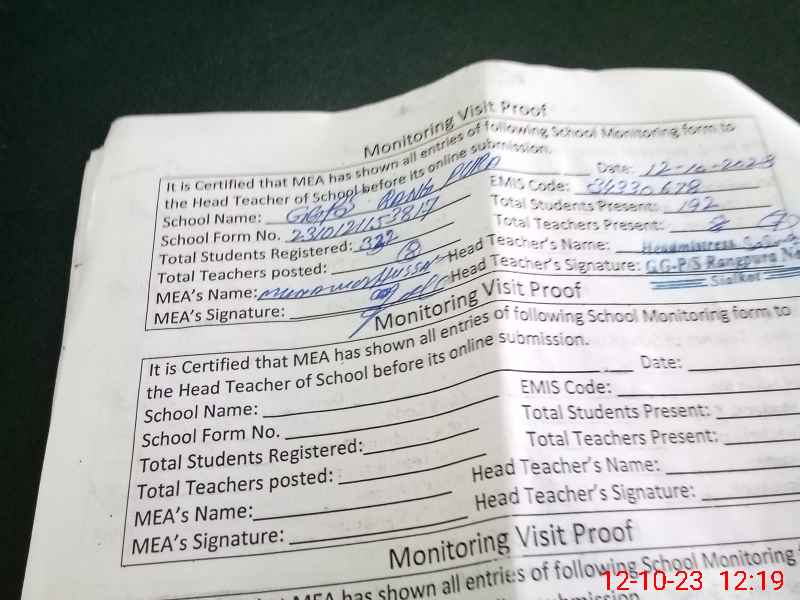 Monitoring Visit Proof
It is Certified that MEA has shown all entries of following School Monitoring form to
the Head Teacher of School before its online submission.
Date: 12-10-2023
School Name: GGP/S PURA
EMIS Code: 34330678
School Form No. 231012115381
Total Students Present: 192
Total Students Registered: 322
Total Teachers Present: 8
Total Teachers posted: 8
Head Teacher's Name: Headmistress
MEA's Name:
Head Teacher's Signature: GG-P/S Rangpura
Sialkot
MEA's Signature:
Monitoring Visit Proof
It is Certified that MEA has shown all entries of following School Monitoring form to
the Head Teacher of School before its online submission.
Date:
School Name:
EMIS Code:
School Form No.
Total Students Present:
Total Students Registered:
Total Teachers Present:
Total Teachers posted:
Head Teacher's Name:
MEA's Name:
Head Teacher's Signature:
MEA's Signature:
Monitoring Visit Proof
that MEA has shown all entries of following School Monitoring
submission
12-10-23 12:19